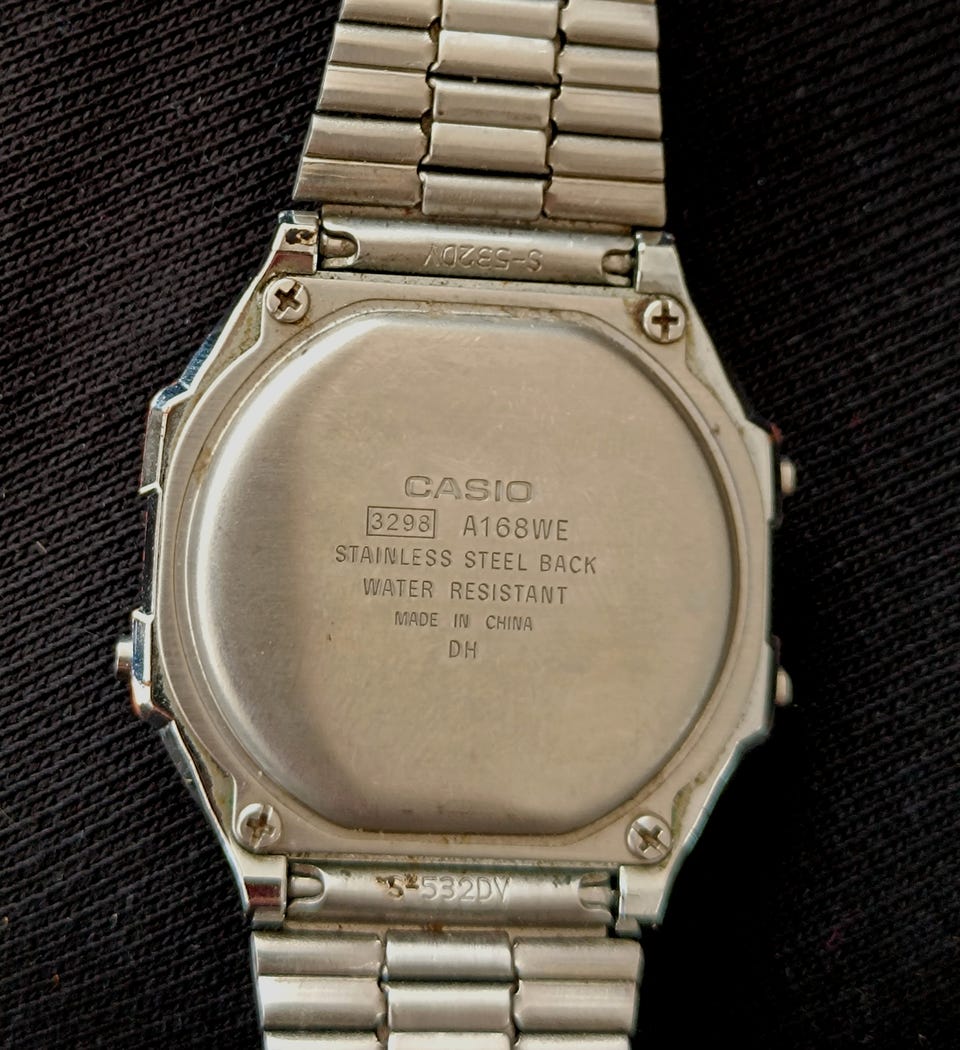 S-532DY
CASIO
3298 A168WE
STAINLESS STEEL BACK
WATER RESISTANT
MADE IN CHINA
DH
S-532DY